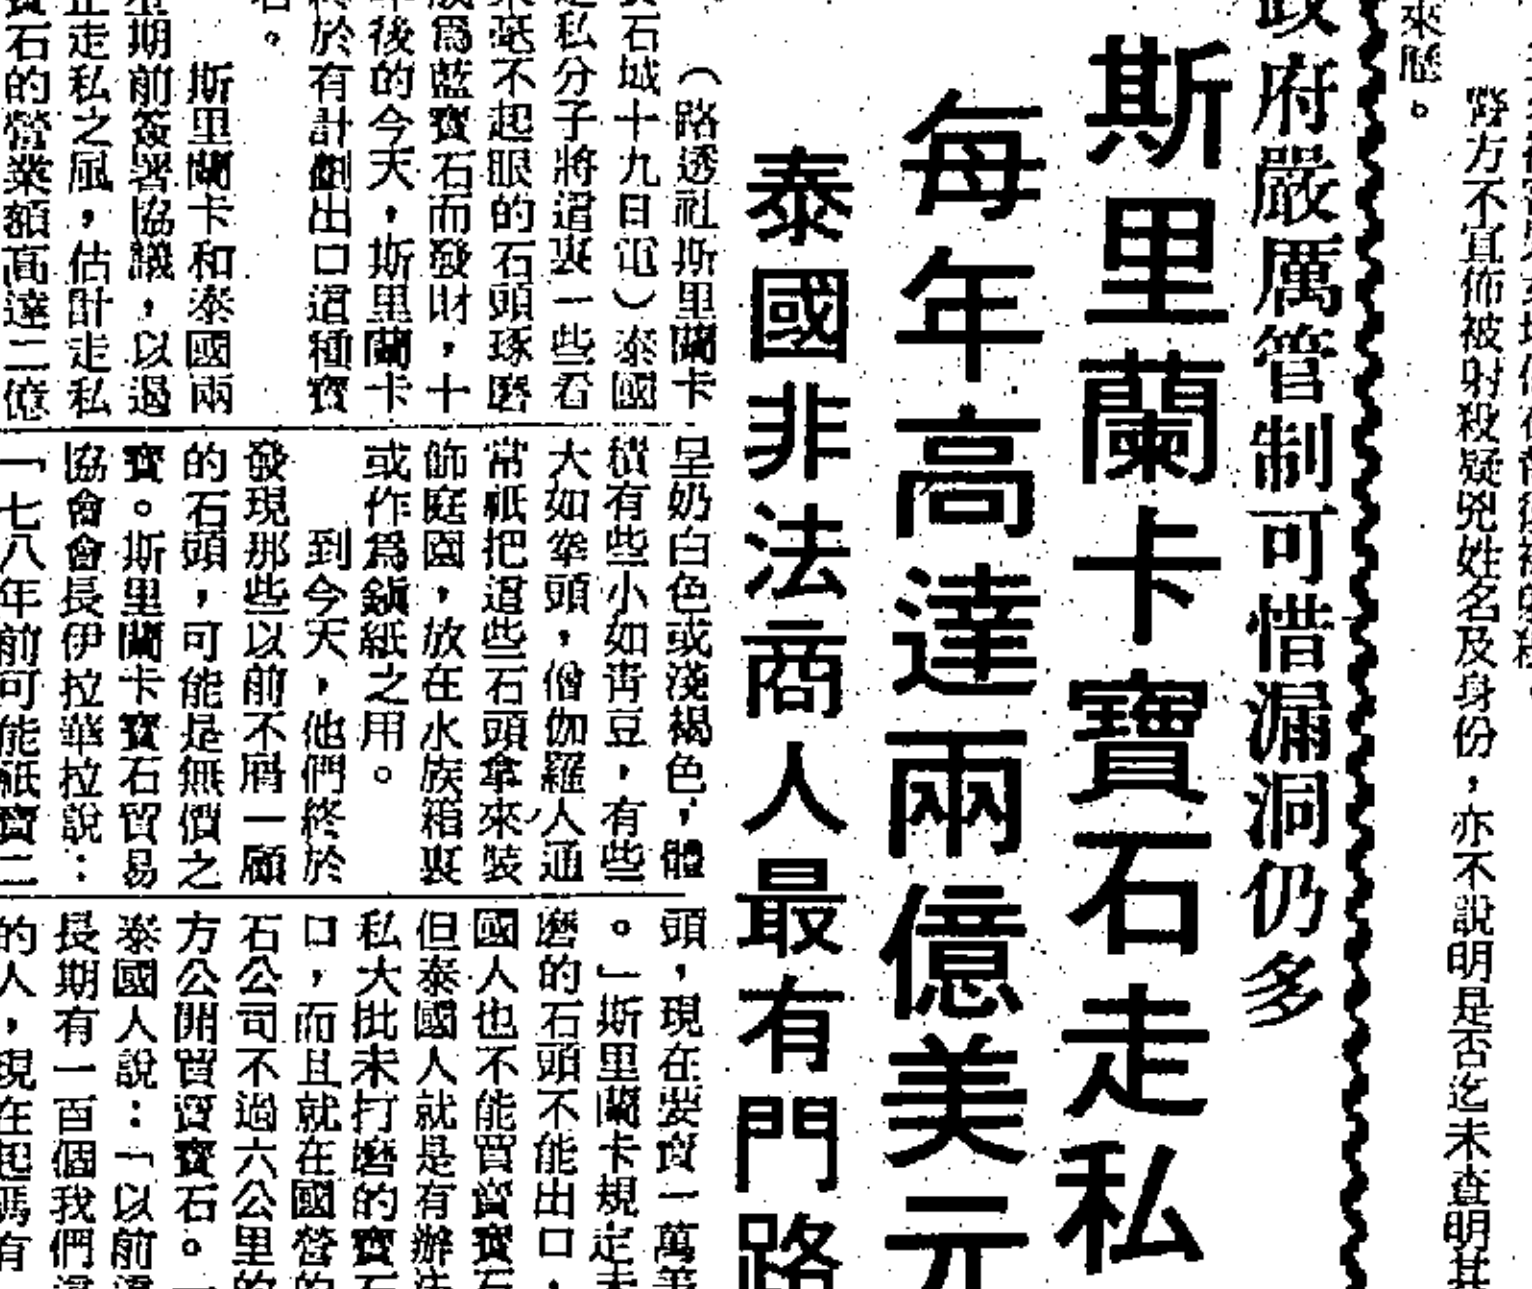 警方不宣佈被射殺疑兇姓名及身份，亦不說明是否迄未查明其
來歷。
政府嚴厲管制可惜漏洞仍多
斯里蘭卡寶石走私
每年高達兩億美元
泰國非法商人最有門路
（路透社斯里蘭卡
石城十九日電）泰國
私分子將這裏一些看
毫不起眼的石頭琢磨
爲藍寶石而發財，十
後的今天，斯里蘭卡
於有計劃出口這種寶
石。
斯里蘭卡和泰國兩
星期前簽署協議，以遏
止走私之風，估計走私
寶石的營業額高達二億
呈奶白色或淺褐色，體
積有些小如青豆，有些
大如拳頭，僧伽羅人通
常祇把這些石頭拿來裝
飾庭園，放在水族箱裏
或作爲鎮紙之用。
到今天，他們終於
發現那些以前不屑一顧
的石頭，可能是無價之
寶。斯里蘭卡寶石貿易
協會會長伊拉華拉說：
「七八年前可能祇賣二
頭，現在要賣一萬
。」斯里蘭卡規定未
磨的石頭不能出口，
國人也不能買賣寶石
但泰國人就是有辦法
私大批未打磨的寶石
口，而且就在國營的
石公司不過六公里的
方公開買賣寶石。一
泰國人說：「以前這
長期有一百個我們這
的人，現在起碼有